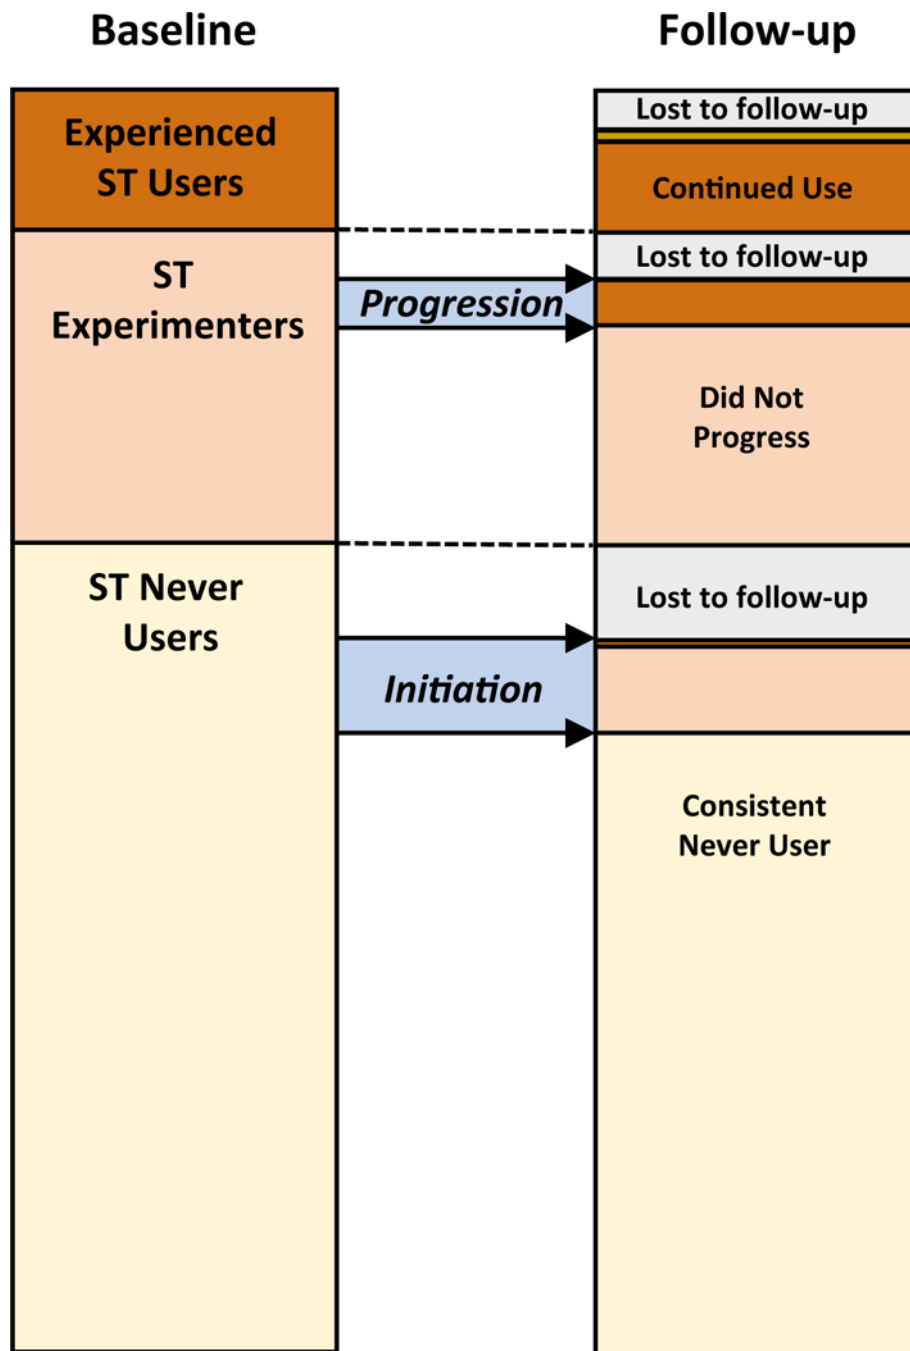 Baseline
Follow-up
Experienced
ST Users
Lost to follow-up
Continued Use
ST
Experimenters
Progression
Lost to follow-up
Did Not
Progress
ST Never
Users
Initiation
Lost to follow-up
Consistent
Never User